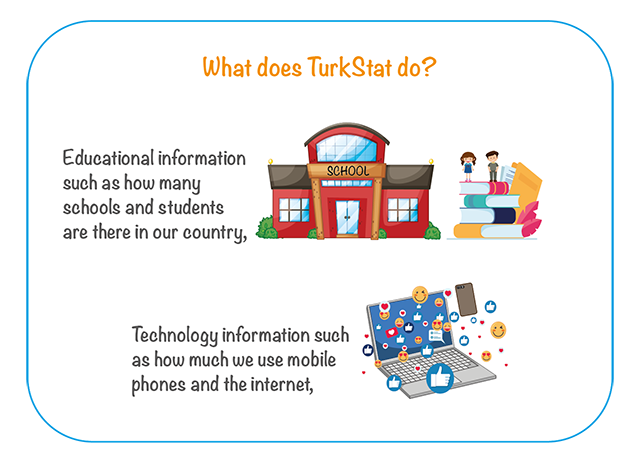 What does TurkStat do?
Educational information
such as how many
schools and students
are there in our country,
SCHOOL
Technology information such
as how much we use mobile
phones and the internet,